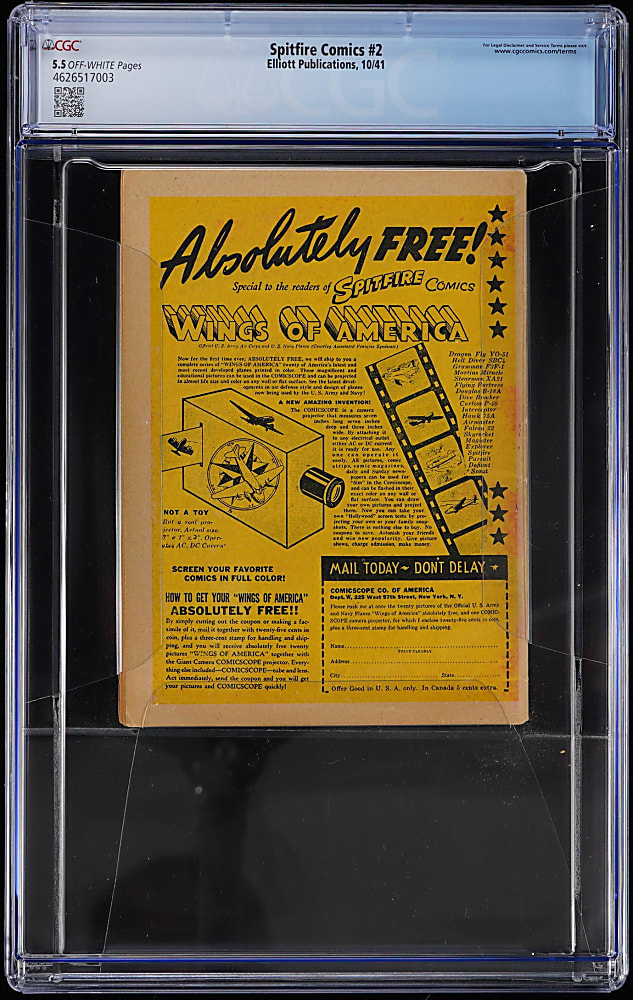 CGC
5.5 OFF-WHITE Pages
4626517003
Spitfire Comics #2
Elliott Publications, 10/41
For Legal Disclaimer and Service Terms please visit:
www.cgccomics.com/terms
CGC
Absolutely FREE!
Special to the readers of SPITFIRE COMICS
WINGS OF AMERICA
Official U. S. Army Air Corps and U. S. Navy Planes (Courtesy Associated Features Syndicate)
Now for the first time ever, ABSOLUTELY FREE, we will ship to you a
complete series of "WINGS OF AMERICA" twenty of America's latest and
most recent developed planes printed in color. These magnificent and
educational pictures can be used in the COMICSCOPE and can be projected
in almost life size and color on any wall or flat surface. See the latest devel-
opments in air defense style and design of planes
now being used by the U. S. Army and Navy!
A NEW AMAZING INVENTION!
The COMICSCOPE is a camera
projector that measures seven
inches long seven inches
deep and three inches
wide. By attaching it
to any electrical outlet
either AC or DC current
it is ready for use. Any
one can operate it
easily. All pictures, comic
strips, comic magazines,
daily and Sunday news-
papers can be used for
"film" in the Comicscope,
and can be flashed in their
exact color on any wall or
flat surface. You can draw
your own pictures and project
them. Now you can take your
own "Hollywood" screen tests by pro-
jecting your own or your family snap-
shots. There is nothing else to buy. No
coupons to save. Astonish your friends
and win new popularity. Give picture
shows, charge admission, make money.
Dragon Fly YO-51
Hell Diver SBC4
Grumman F3F-1
Martins Miracle
Stearman XA21
Flying Fortress
Douglas B-18A
Dive Bomber
Curtiss P-40
Interceptor
Hawk 75A
Airmaster
Falcon 22
Skyrocket
Magister
Explorer
Spitfire
Pursuit
Defiant
Scout
NOT A TOY
But a real pro-
jector. Actual size
7" x 7" x 3". Oper-
ates AC, DC Current
SCREEN YOUR FAVORITE
COMICS IN FULL COLOR!
HOW TO GET YOUR "WINGS OF AMERICA"
ABSOLUTELY FREE!!
By simply cutting out the coupon or making a fac-
simile of it, mail it together with twenty-five cents in
coin, plus a three-cent stamp for handling and ship-
ping, and you will receive absolutely free twenty
pictures "WINGS OF AMERICA" together with
the Giant Camera COMICSCOPE projector. Every-
thing else included—COMICSCOPE—tube and lens.
Act immediately, send the coupon and you will get
your pictures and COMICSCOPE quickly!
MAIL TODAY - DON'T DELAY
COMICSCOPE CO. OF AMERICA
Dept. W, 225 West 57th Street, New York, N. Y.
Please rush me at once the twenty pictures of the Official U. S. Army
and Navy Planes "Wings of America" absolutely free, and one COMIC-
SCOPE camera projector, for which I enclose twenty-five cents in coin,
plus a three-cent stamp for handling and shipping.
Name
PRINT CAREFULLY
Address
City State
Offer Good in U. S. A. only. In Canada 5 cents extra.